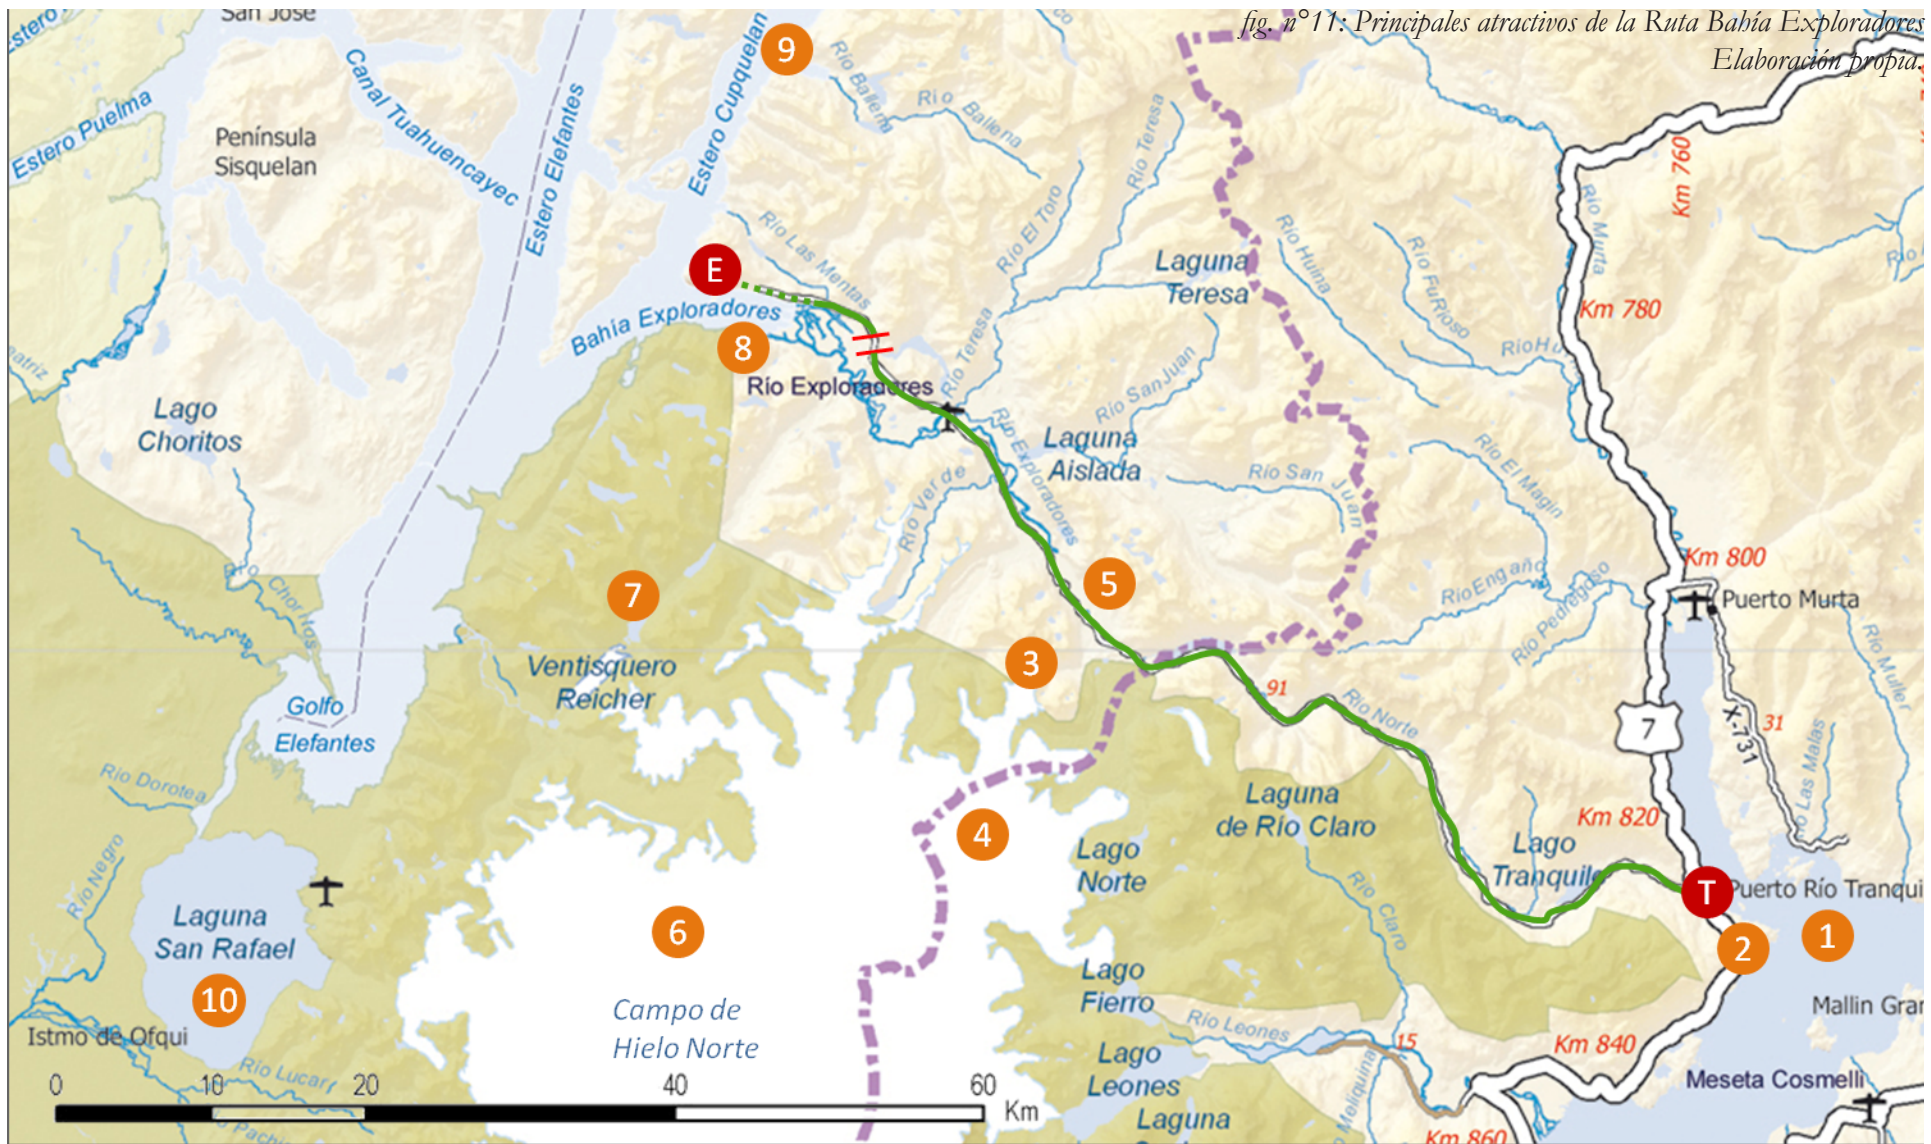 fig. n°11: Principales atractivos de la Ruta Bahía Exploradores
Elaboración propia.
San José
Estero
Estero Puelma
Canal Tuahuencayec
Península
Sisquelan
Estero Elefantes
Estero Cupquelan
9
Río Ballena
Río Ballena
Río Teresa
Río El Toro
Río Las Mentas
E
Bahía Exploradores
8
Río Exploradores
Río Teresa
Laguna
Teresa
Río Huina
Río FuRioso
Río Murta
Km 760
Km 780
Río San Juan
Laguna
Aislada
Río San Juan
Río Exploradores
Río Verde
Río El Magin
Lago
Choritos
Río Choritos
7
5
3
Ventisquero
Reicher
Río Engaño
Río Pedregoso
Km 800
Puerto Murta
Río Muller
91
Río Norte
7
X-731
31
Río Las Malas
Golfo
Elefantes
Río Dorotea
Río Negro
Laguna
de Río Claro
Km 820
4
Lago
Norte
Lago
Tranquilo
T
Puerto Río Tranqui
1
2
Río Claro
Laguna
San Rafael
10
6
Campo de
Hielo Norte
Lago
Fierro
Río Leones
15
Km 840
Mallin Gran
Istmo de Ofqui
Río Lucar
Lago
Leones
Río Meliquina
Meseta Cosmelli
Laguna
Km 860
0 10 20 40 60
Km